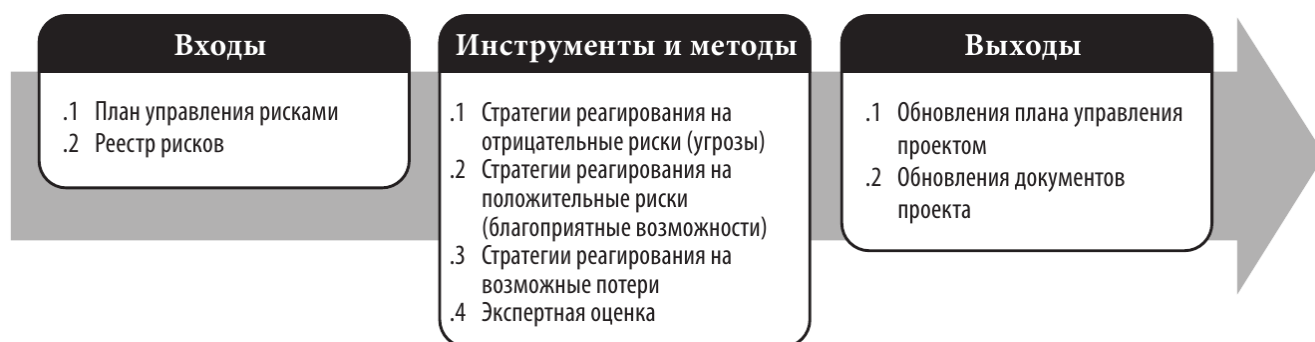 Входы
.1 План управления рисками
.2 Реестр рисков
Инструменты и методы
.1 Стратегии реагирования на
отрицательные риски (угрозы)
.2 Стратегии реагирования на
положительные риски
(благоприятные возможности)
.3 Стратегии реагирования на
возможные потери
.4 Экспертная оценка
Выходы
.1 Обновления плана управления
проектом
.2 Обновления документов
проекта